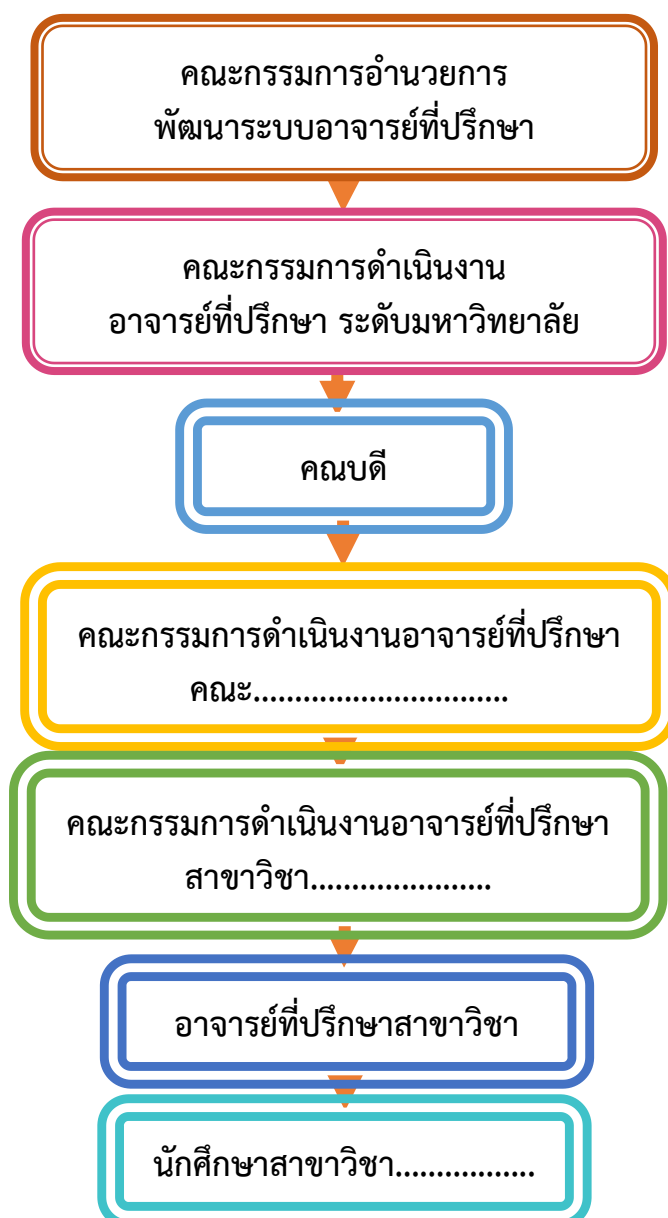 คณะกรรมการอำนวยการ
พัฒนาระบบอาจารย์ที่ปรึกษา
คณะกรรมการดำเนินงาน
อาจารย์ที่ปรึกษา ระดับมหาวิทยาลัย
คณบดี
คณะกรรมการดำเนินงานอาจารย์ที่ปรึกษา
คณะ...............................
คณะกรรมการดำเนินงานอาจารย์ที่ปรึกษา
สาขาวิชา......................
อาจารย์ที่ปรึกษาสาขาวิชา
นักศึกษาสาขาวิชา.................